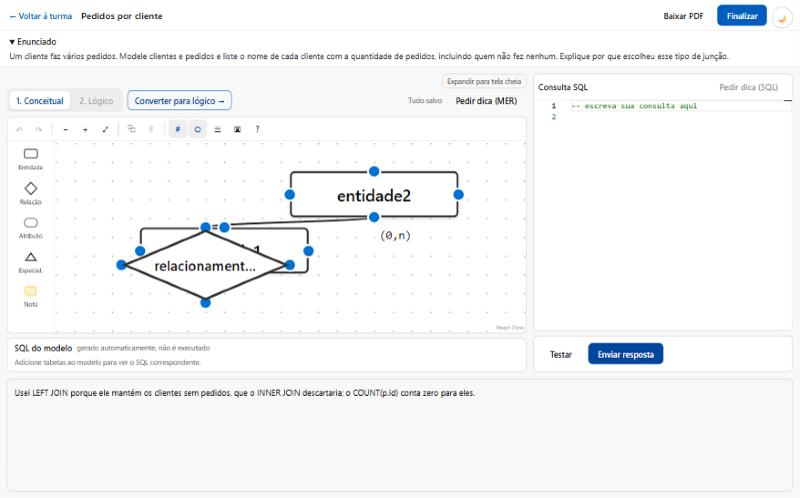 ← Voltar à turma
Pedidos por cliente
Baixar PDF
Finalizar
▼ Enunciado
Um cliente faz vários pedidos. Modele clientes e pedidos e liste o nome de cada cliente com a quantidade de pedidos, incluindo quem não fez nenhum. Explique por que escolheu esse tipo de junção.
Expandir para tela cheia
1. Conceitual
2. Lógico
Converter para lógico →
Tudo salvo
Pedir dica (MER)
Entidade
Relação
Atributo
Especial.
Nota
entidade2
(0,n)
relacionament...
React Flow
SQL do modelo gerado automaticamente, não é executado
Adicione tabelas ao modelo para ver o SQL correspondente.
Consulta SQL
Pedir dica (SQL)
1 -- escreva sua consulta aqui
2
Testar
Enviar resposta
Usei LEFT JOIN porque ele mantém os clientes sem pedidos, que o INNER JOIN descartaria; o COUNT(p.id) conta zero para eles.